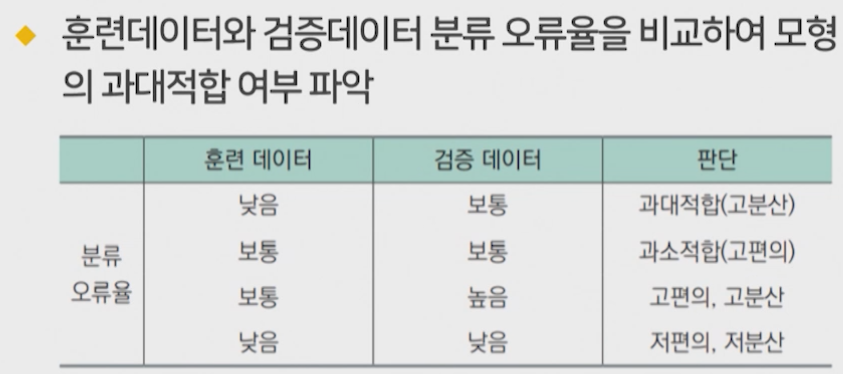 훈련데이터와 검증데이터 분류 오류율을 비교하여 모형
의 과대적합 여부 파악
훈련 데이터 검증 데이터 판단
분류
오류율
낮음 보통 과대적합(고분산)
보통 보통 과소적합(고편의)
보통 높음 고편의, 고분산
낮음 낮음 저편의, 저분산